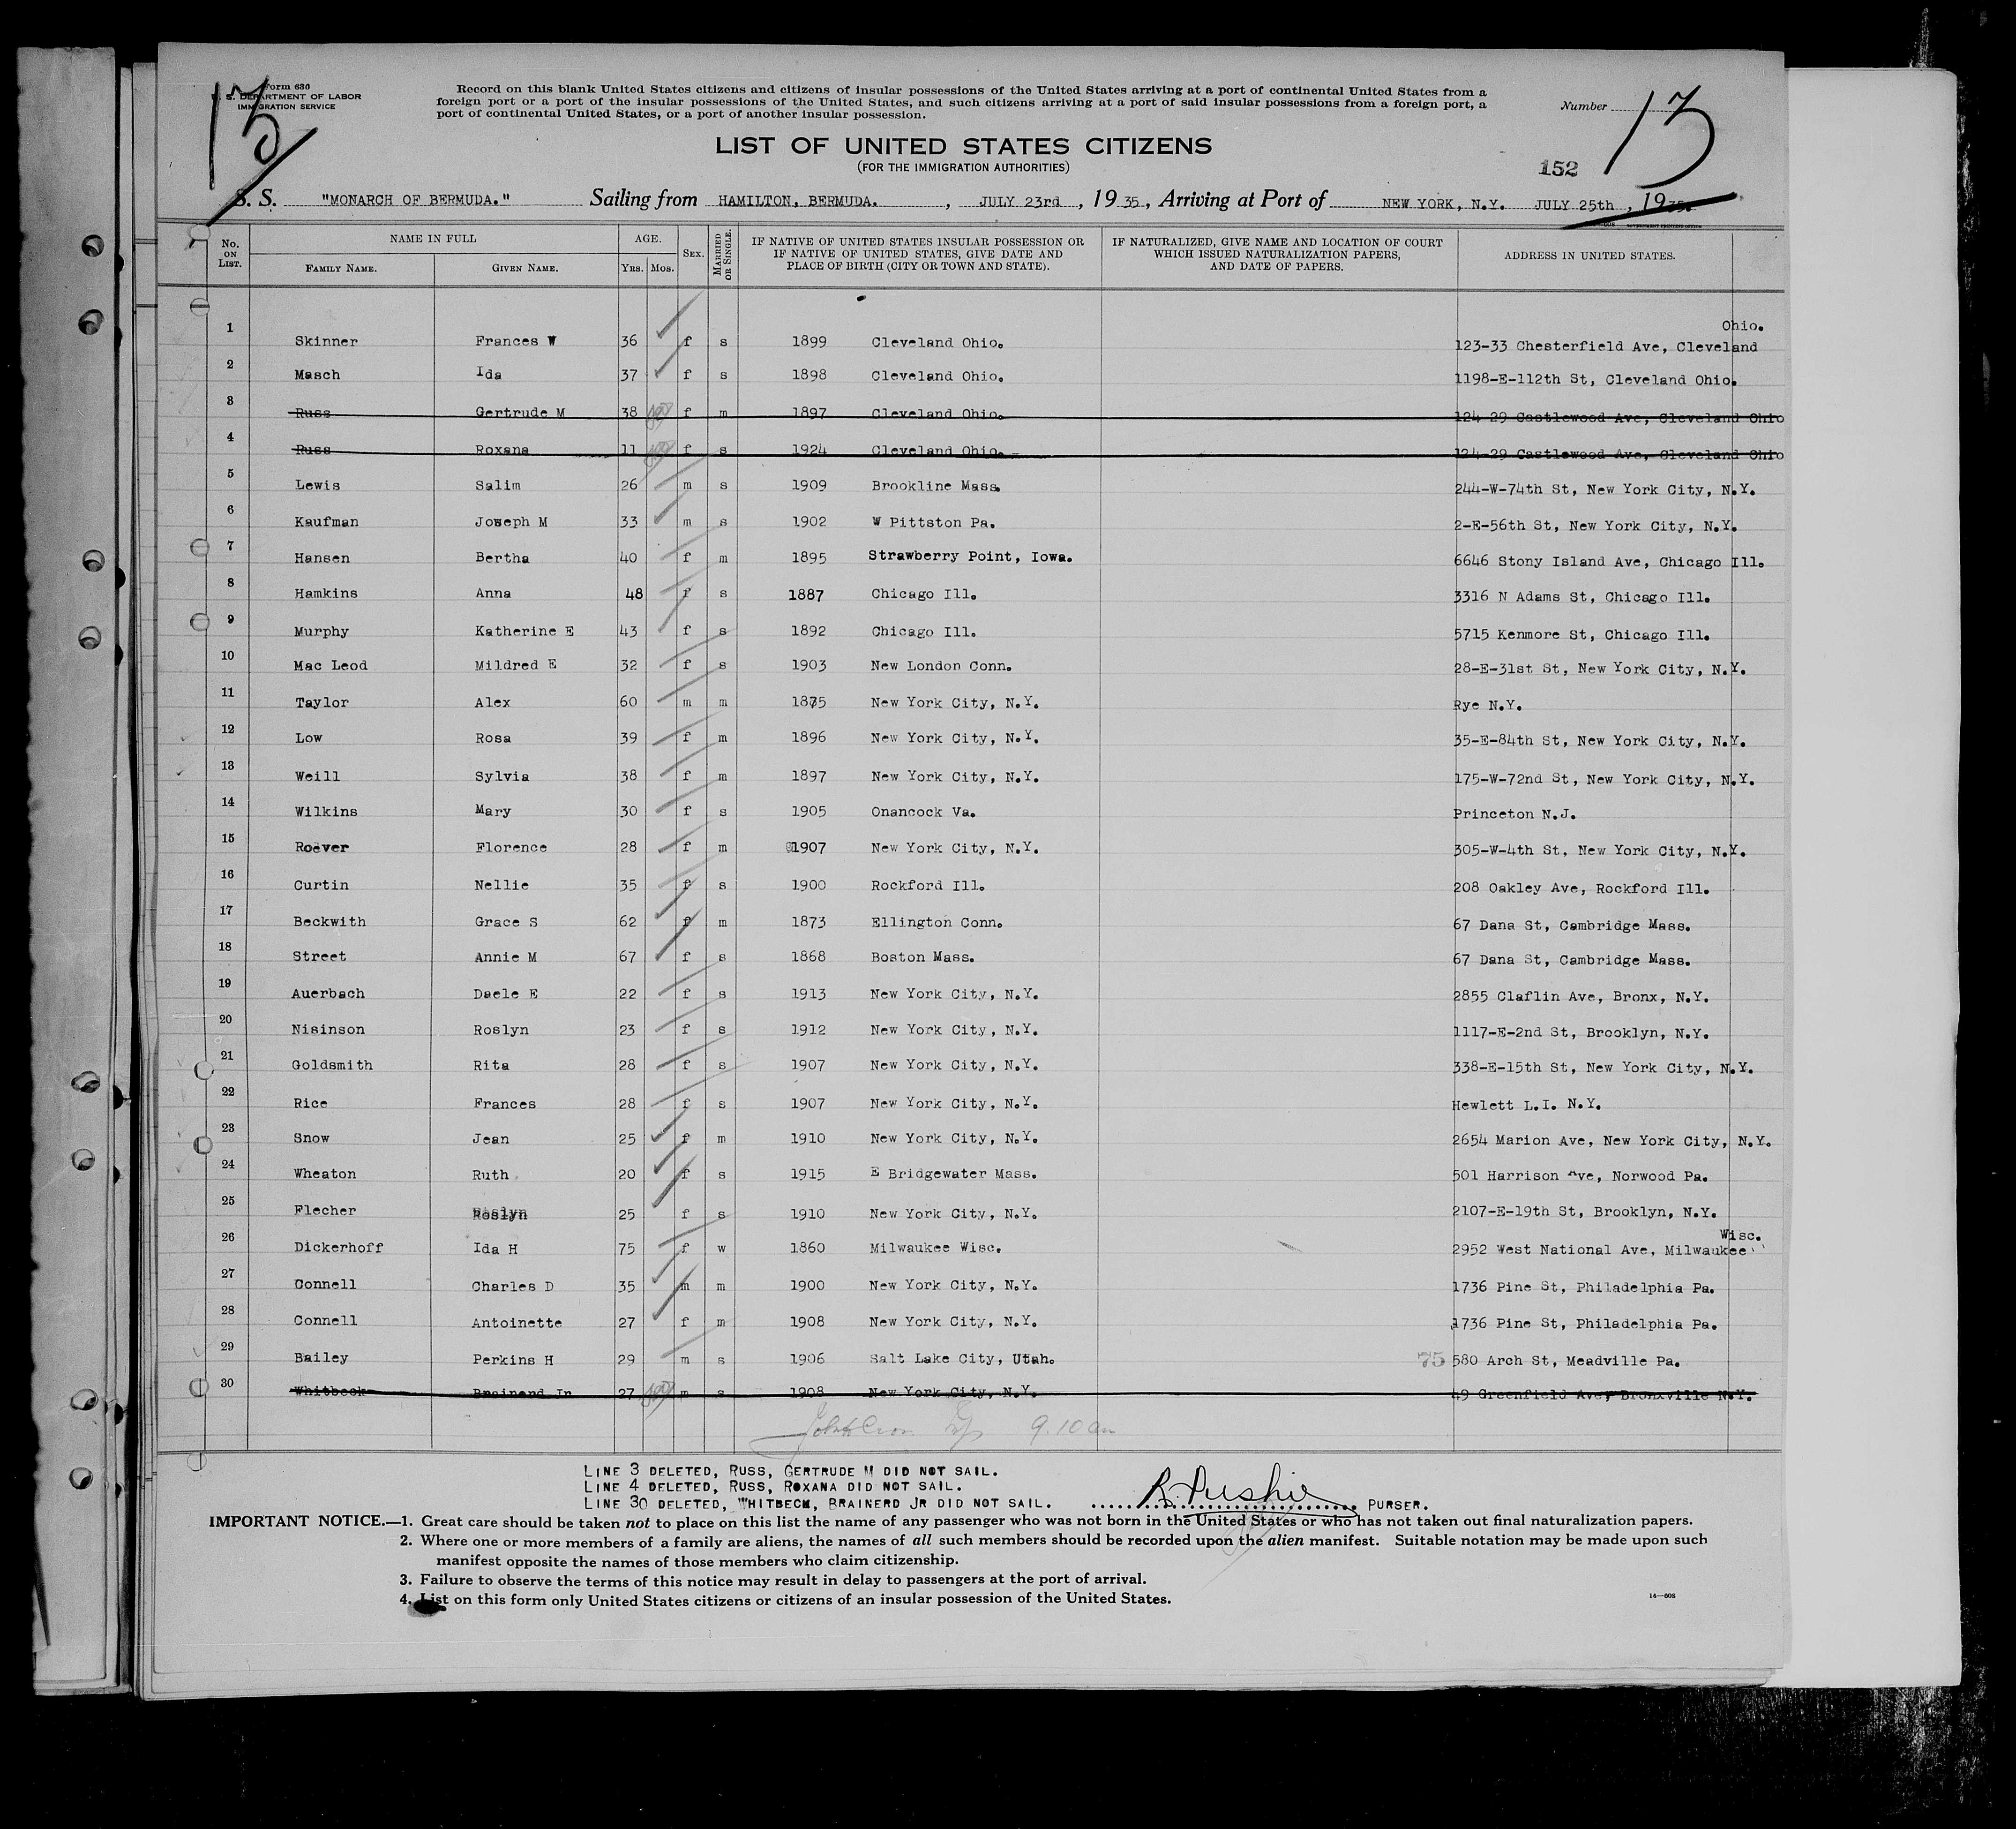 Form 630
U. S. DEPARTMENT OF LABOR
IMMIGRATION SERVICE
13
Record on this blank United States citizens and citizens of insular possessions of the United States arriving at a port of continental United States from a
foreign port or a port of the insular possessions of the United States, and such citizens arriving at a port of said insular possessions from a foreign port, a
port of continental United States, or a port of another insular possession.
Number 13
LIST OF UNITED STATES CITIZENS
(FOR THE IMMIGRATION AUTHORITIES)
152
S. S. "MONARCH OF BERMUDA." Sailing from HAMILTON, BERMUDA. , JULY 23rd , 19 35 , Arriving at Port of NEW YORK, N.Y. JULY 25th , 19 35.
No. ON LIST. NAME IN FULL FAMILY NAME. GIVEN NAME. AGE. YRS. MOS. SEX. MARRIED OR SINGLE. IF NATIVE OF UNITED STATES INSULAR POSSESSION OR IF NATIVE OF UNITED STATES, GIVE DATE AND PLACE OF BIRTH (CITY OR TOWN AND STATE). IF NATURALIZED, GIVE NAME AND LOCATION OF COURT WHICH ISSUED NATURALIZATION PAPERS, AND DATE OF PAPERS. ADDRESS IN UNITED STATES.
1 Skinner Frances W 36 f s 1899 Cleveland Ohio. 123-33 Chesterfield Ave, Cleveland Ohio.
2 Masch Ida 37 f s 1898 Cleveland Ohio. 1198-E-112th St, Cleveland Ohio.
3 Russ Gertrude M 38 f m 1897 Cleveland Ohio. 124-29 Castlewood Ave, Cleveland Ohio
4 Russ Roxana 11 f s 1924 Cleveland Ohio. 124-29 Castlewood Ave, Cleveland Ohio
5 Lewis Salim 26 m s 1909 Brookline Mass. 244-W-74th St, New York City, N.Y.
6 Kaufman Joseph M 33 m s 1902 W Pittston Pa. 2-E-56th St, New York City, N.Y.
7 Hansen Bertha 40 f m 1895 Strawberry Point, Iowa. 6646 Stony Island Ave, Chicago Ill.
8 Hamkins Anna 48 f s 1887 Chicago Ill. 3316 N Adams St, Chicago Ill.
9 Murphy Katherine E 43 f s 1892 Chicago Ill. 5715 Kenmore St, Chicago Ill.
10 Mac Leod Mildred E 32 f s 1903 New London Conn. 28-E-31st St, New York City, N.Y.
11 Taylor Alex 60 m m 1875 New York City, N.Y. Rye N.Y.
12 Low Rosa 39 f m 1896 New York City, N.Y. 35-E-84th St, New York City, N.Y.
13 Weill Sylvia 38 f m 1897 New York City, N.Y. 175-W-72nd St, New York City, N.Y.
14 Wilkins Mary 30 f s 1905 Onancock Va. Princeton N.J.
15 Roever Florence 28 f m 1907 New York City, N.Y. 305-W-4th St, New York City, N.Y.
16 Curtin Nellie 35 f s 1900 Rockford Ill. 208 Oakley Ave, Rockford Ill.
17 Beckwith Grace S 62 f m 1873 Ellington Conn. 67 Dana St, Cambridge Mass.
18 Street Annie M 67 f s 1868 Boston Mass. 67 Dana St, Cambridge Mass.
19 Auerbach Daele E 22 f s 1913 New York City, N.Y. 2855 Claflin Ave, Bronx, N.Y.
20 Nisinson Roslyn 23 f s 1912 New York City, N.Y. 1117-E-2nd St, Brooklyn, N.Y.
21 Goldsmith Rita 28 f s 1907 New York City, N.Y. 338-E-15th St, New York City, N.Y.
22 Rice Frances 28 f s 1907 New York City, N.Y. Hewlett L.I. N.Y.
23 Snow Jean 25 f m 1910 New York City, N.Y. 2654 Marion Ave, New York City, N.Y.
24 Wheaton Ruth 20 f s 1915 E Bridgewater Mass. 501 Harrison Ave, Norwood Pa.
25 Flecher Roslyn 25 f s 1910 New York City, N.Y. 2107-E-19th St, Brooklyn, N.Y.
26 Dickerhoff Ida H 75 f w 1860 Milwaukee Wisc. 2952 West National Ave, Milwaukee Wisc.
27 Connell Charles D 35 m m 1900 New York City, N.Y. 1736 Pine St, Philadelphia Pa.
28 Connell Antoinette 27 f m 1908 New York City, N.Y. 1736 Pine St, Philadelphia Pa.
29 Bailey Perkins H 29 m s 1906 Salt Lake City, Utah. 75 580 Arch St, Meadville Pa.
30 Whitbeck Brainerd Jr 27 m s 1908 New York City, N.Y. 49 Greenfield Ave, Bronxville N.Y.
9.10 am
LINE 3 DELETED, RUSS, GERTRUDE M DID NOT SAIL.
LINE 4 DELETED, RUSS, ROXANA DID NOT SAIL.
LINE 30 DELETED, WHITBECK, BRAINERD JR DID NOT SAIL. PURSER.
IMPORTANT NOTICE.—1. Great care should be taken not to place on this list the name of any passenger who was not born in the United States or who has not taken out final naturalization papers.
2. Where one or more members of a family are aliens, the names of all such members should be recorded upon the alien manifest. Suitable notation may be made upon such
manifest opposite the names of those members who claim citizenship.
3. Failure to observe the terms of this notice may result in delay to passengers at the port of arrival.
4. List on this form only United States citizens or citizens of an insular possession of the United States.